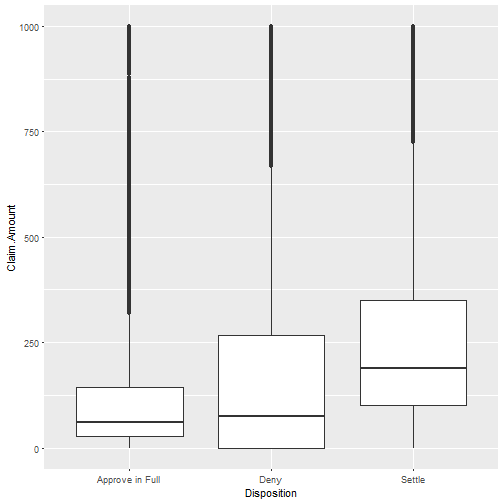 1000
750
500
250
0
Claim.Amount
Approve in Full
Deny
Settle
Disposition